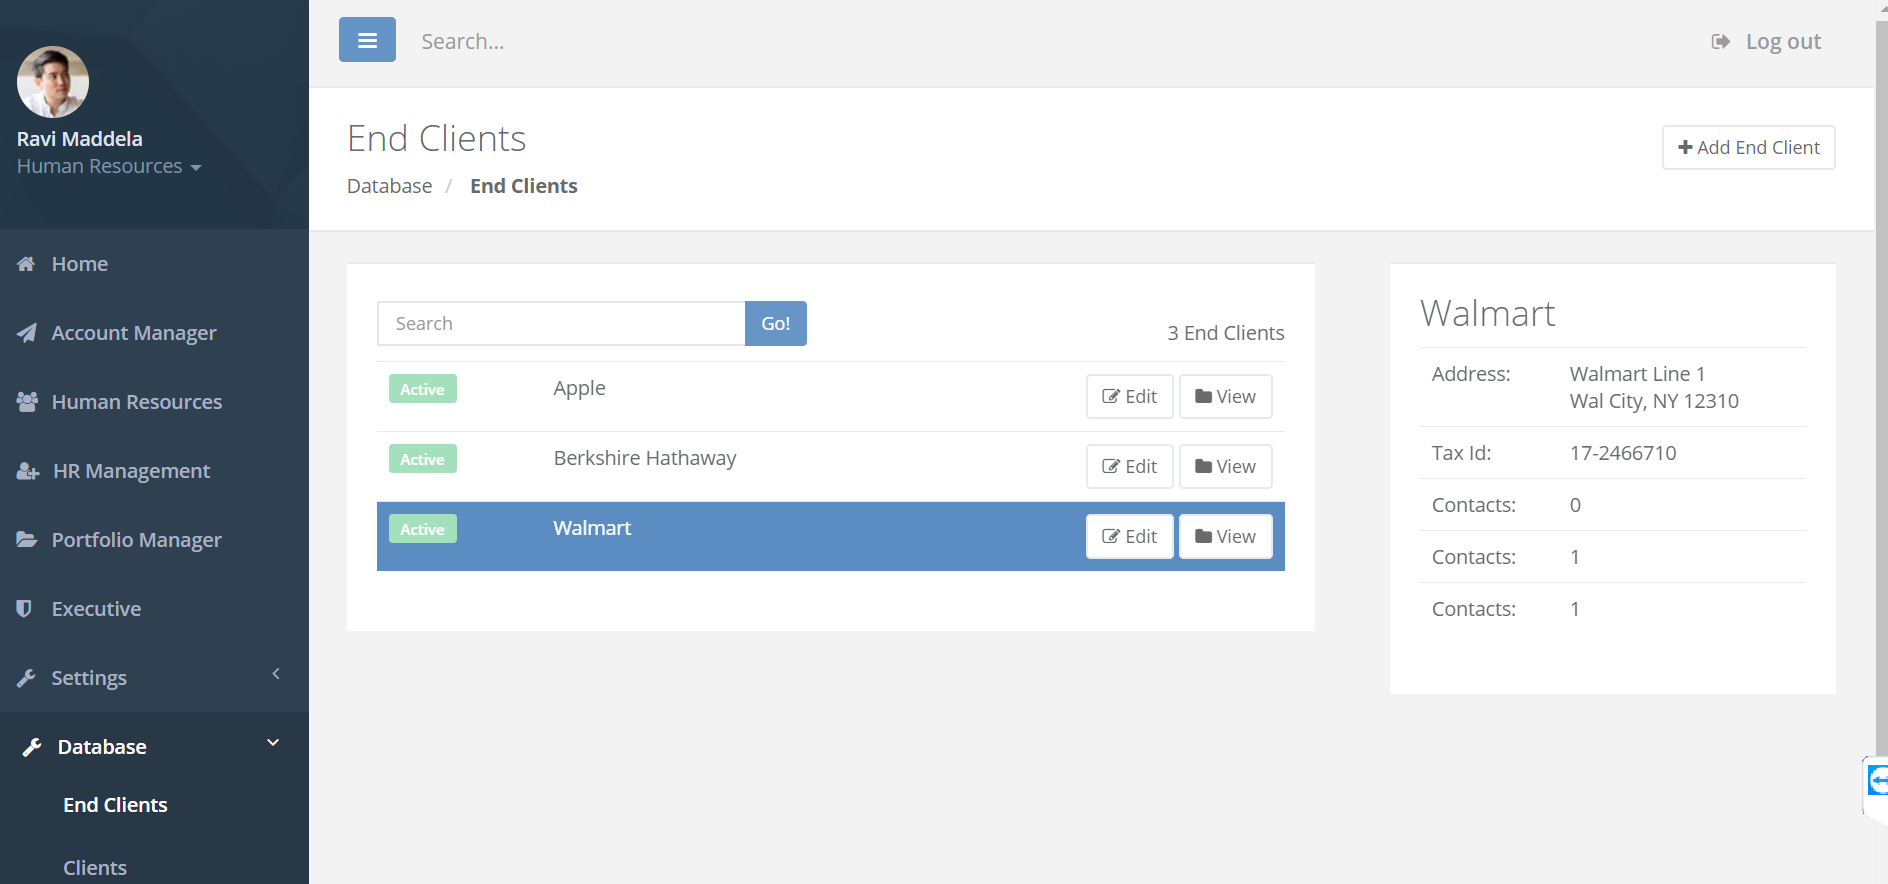 Ravi Maddela
Human Resources
Home
Account Manager
Human Resources
HR Management
Portfolio Manager
Executive
Settings
Database
End Clients
Clients
Search...
Log out
End Clients
Database / End Clients
+ Add End Client
Search
Go!
3 End Clients
Active Apple Edit View
Active Berkshire Hathaway Edit View
Active Walmart Edit View
Walmart
Address: Walmart Line 1
Wal City, NY 12310
Tax Id: 17-2466710
Contacts: 0
Contacts: 1
Contacts: 1